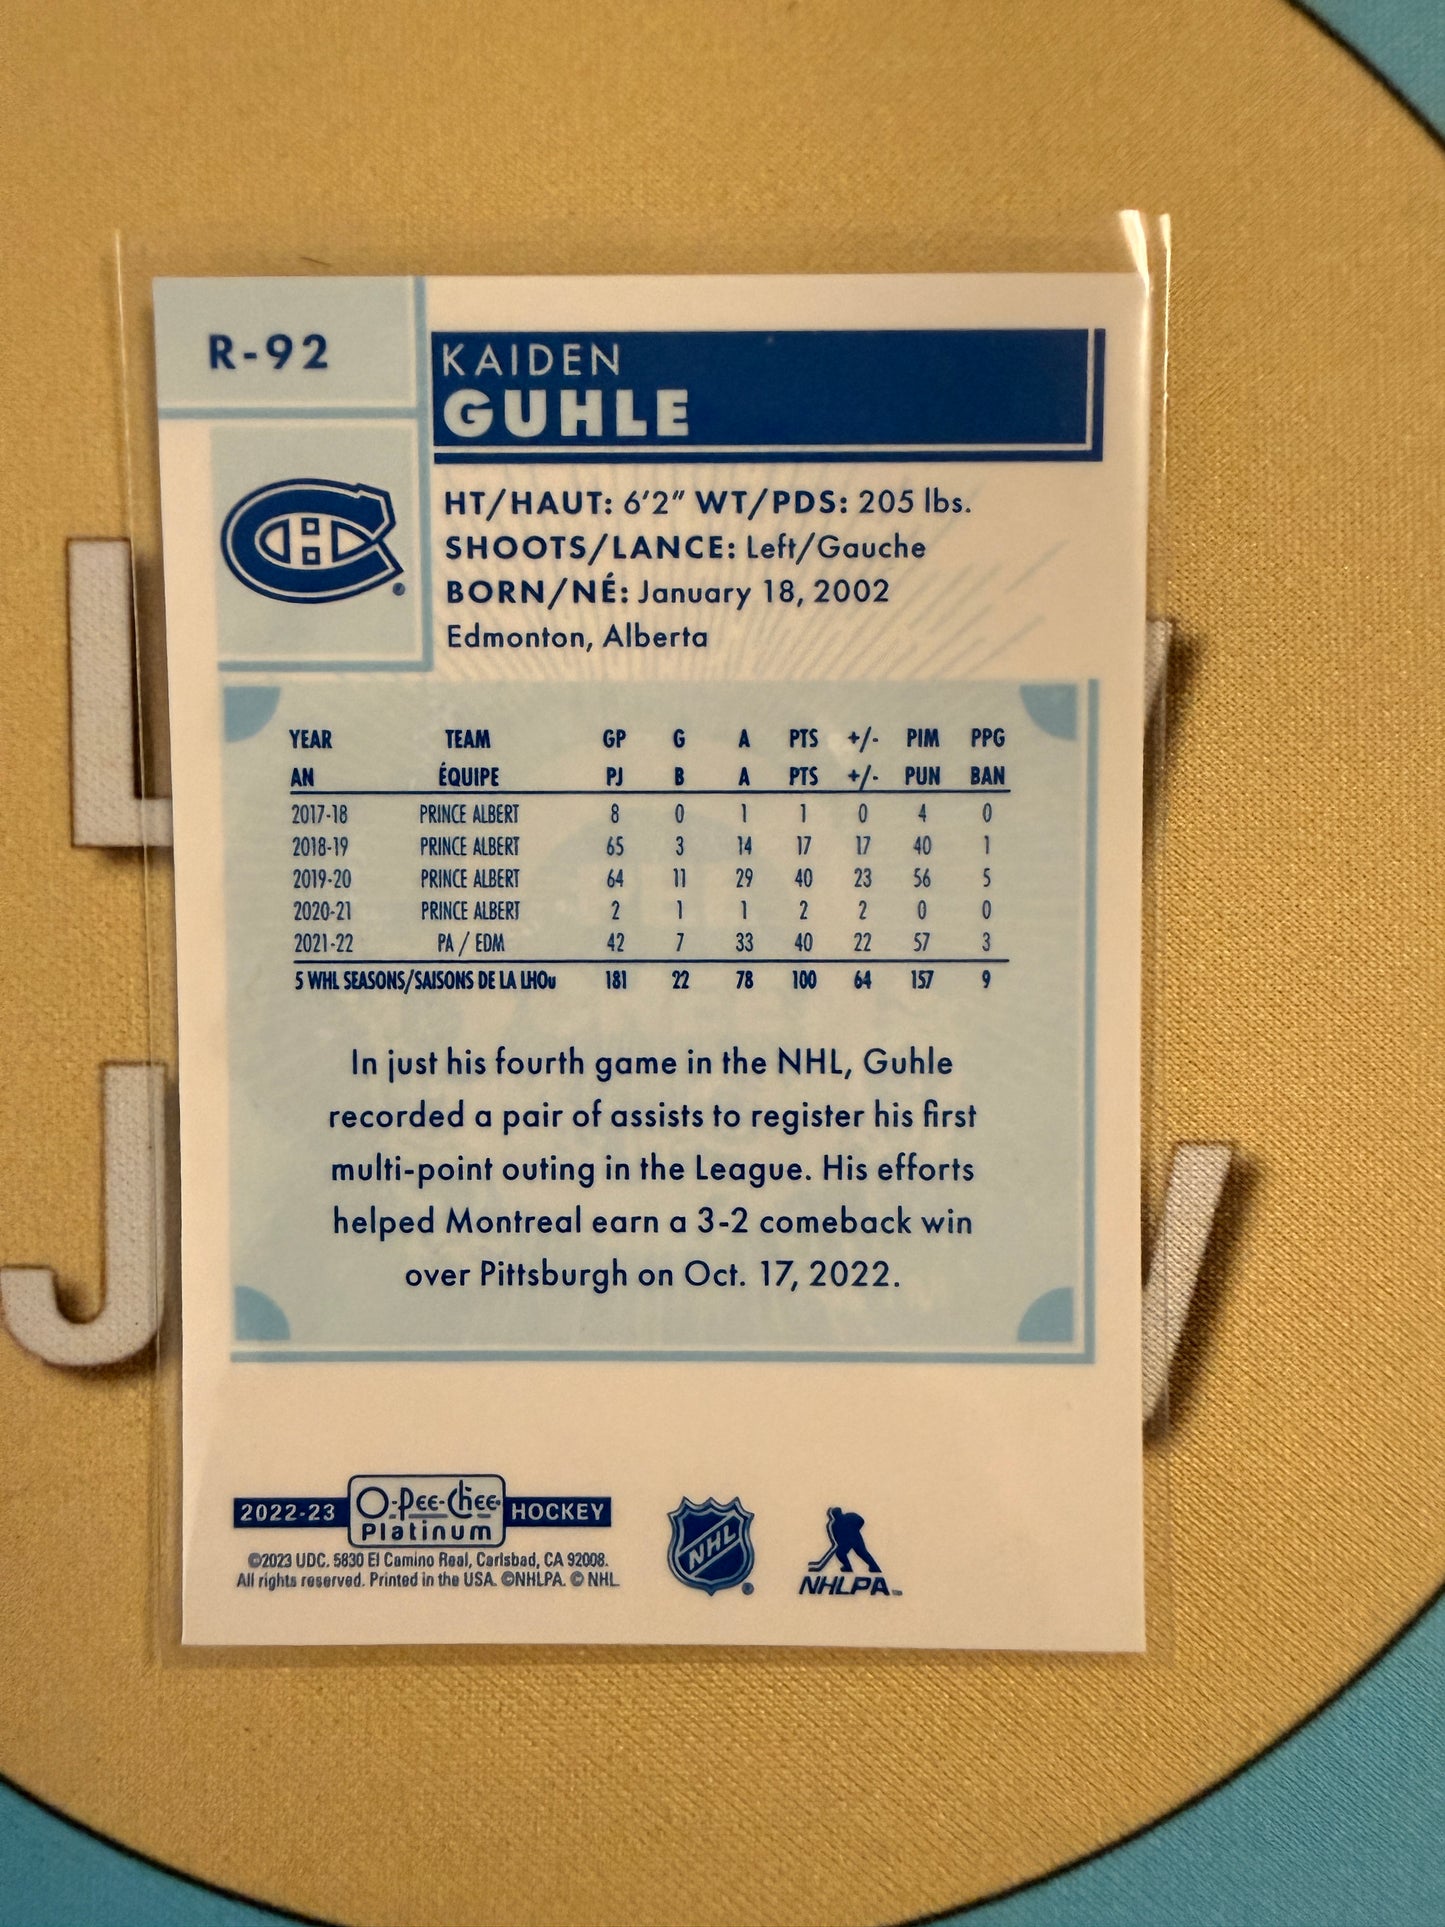 R-92
KAIDEN
GUHLE
HT/HAUT: 6'2" WT/PDS: 205 lbs.
SHOOTS/LANCE: Left/Gauche
BORN/NÉ: January 18, 2002
Edmonton, Alberta
YEAR TEAM GP G A PTS +/- PIM PPG
AN ÉQUIPE PJ B A PTS +/- PUN BAN
2017-18 PRINCE ALBERT 8 0 1 1 0 4 0
2018-19 PRINCE ALBERT 65 3 14 17 17 40 1
2019-20 PRINCE ALBERT 64 11 29 40 23 56 5
2020-21 PRINCE ALBERT 2 1 1 2 2 0 0
2021-22 PA / EDM 42 7 33 40 22 57 3
5 WHL SEASONS/SAISONS DE LA LHOu 181 22 78 100 64 157 9
In just his fourth game in the NHL, Guhle
recorded a pair of assists to register his first
multi-point outing in the League. His efforts
helped Montreal earn a 3-2 comeback win
over Pittsburgh on Oct. 17, 2022.
2022-23 O-Pee-Chee Platinum HOCKEY
©2023 UDC. 5830 El Camino Real, Carlsbad, CA 92008.
All rights reserved. Printed in the USA. ©NHLPA. © NHL
NHL
NHLPA™